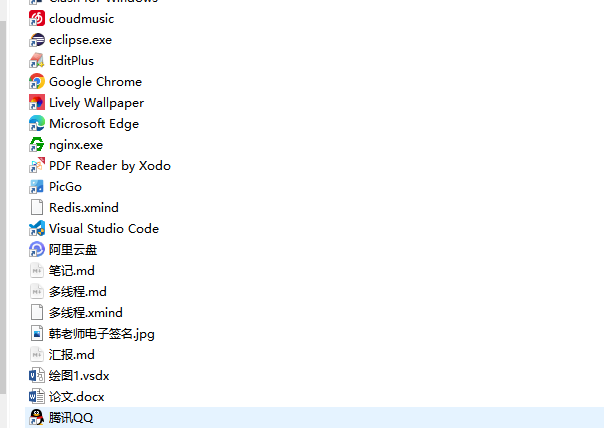 Clash for Windows
cloudmusic
eclipse.exe
EditPlus
Google Chrome
Lively Wallpaper
Microsoft Edge
nginx.exe
PDF Reader by Xodo
PicGo
Redis.xmind
Visual Studio Code
阿里云盘
笔记.md
多线程.md
多线程.xmind
韩老师电子签名.jpg
汇报.md
绘图1.vsdx
论文.docx
腾讯QQ